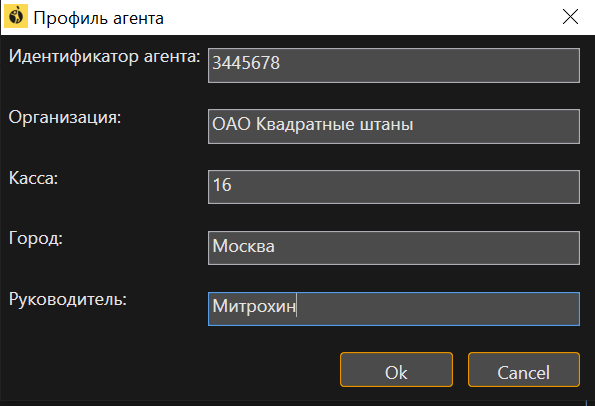 Профиль агента
Идентификатор агента: 3445678
Организация: ОАО Квадратные штаны
Касса: 16
Город: Москва
Руководитель: Митрохин
Ok Cancel